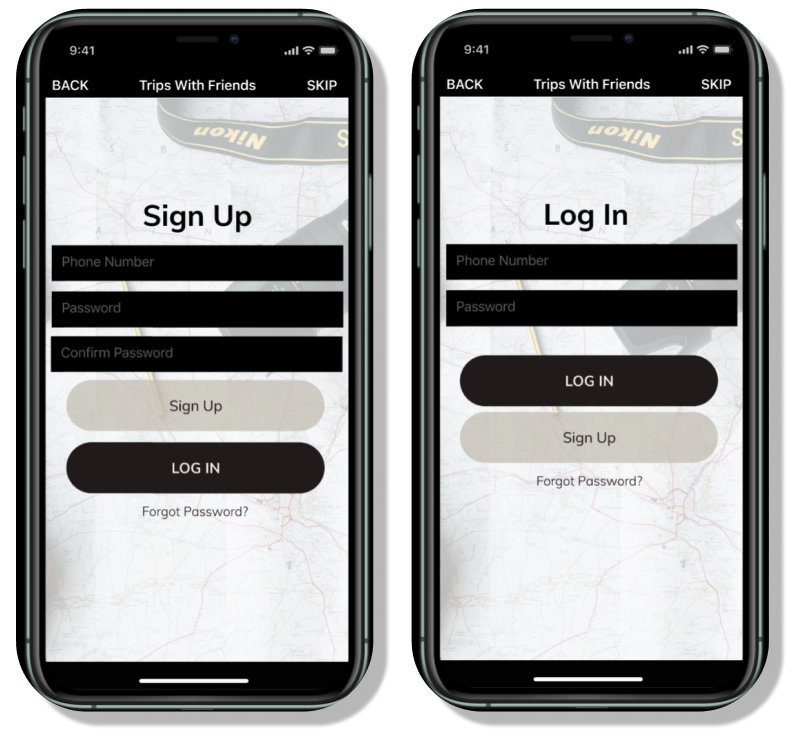 9:41
BACK Trips With Friends SKIP
Nikon S
Sign Up
Phone Number
Password
Confirm Password
Sign Up
LOG IN
Forgot Password?
9:41
BACK Trips With Friends SKIP
Nikon S
Log In
Phone Number
Password
LOG IN
Sign Up
Forgot Password?